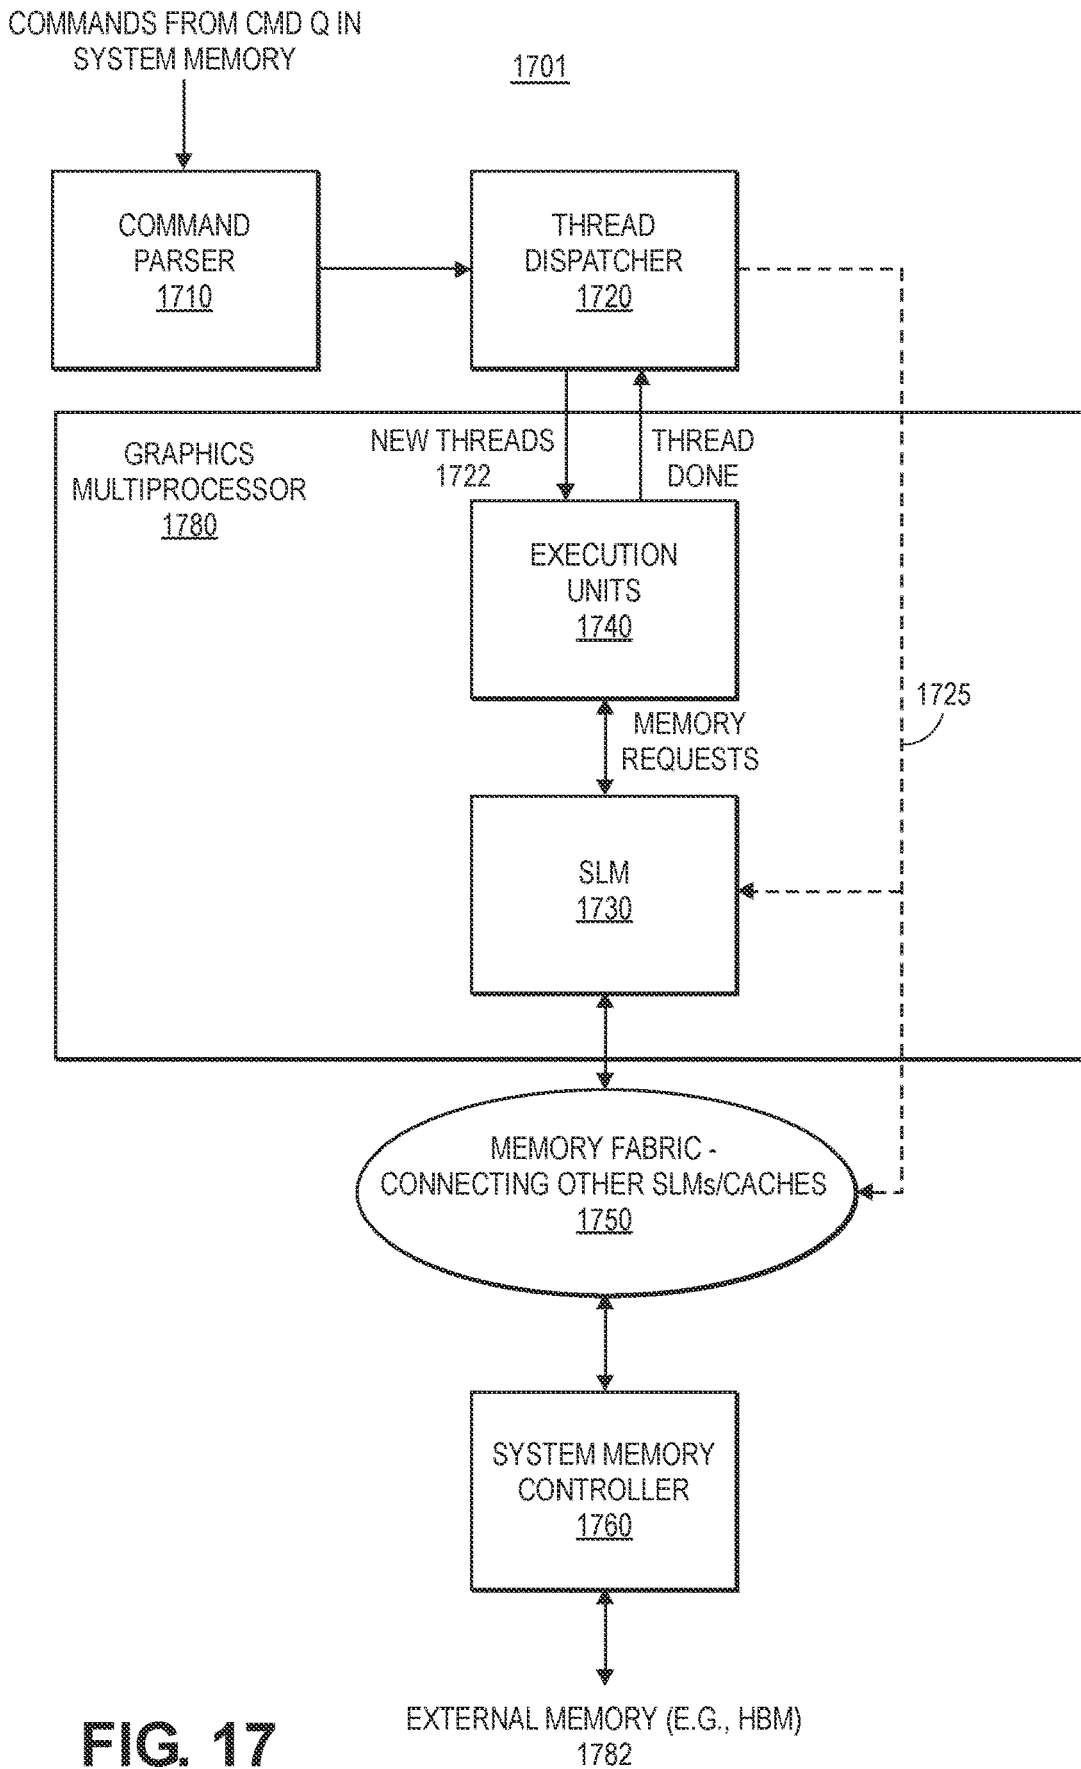 COMMANDS FROM CMD Q IN
SYSTEM MEMORY
1701
COMMAND
PARSER
1710
THREAD
DISPATCHER
1720
GRAPHICS
MULTIPROCESSOR
1780
NEW THREADS
1722
THREAD
DONE
EXECUTION
UNITS
1740
1725
MEMORY
REQUESTS
SLM
1730
MEMORY FABRIC -
CONNECTING OTHER SLMs/CACHES
1750
SYSTEM MEMORY
CONTROLLER
1760
EXTERNAL MEMORY (E.G., HBM)
1782
FIG. 17